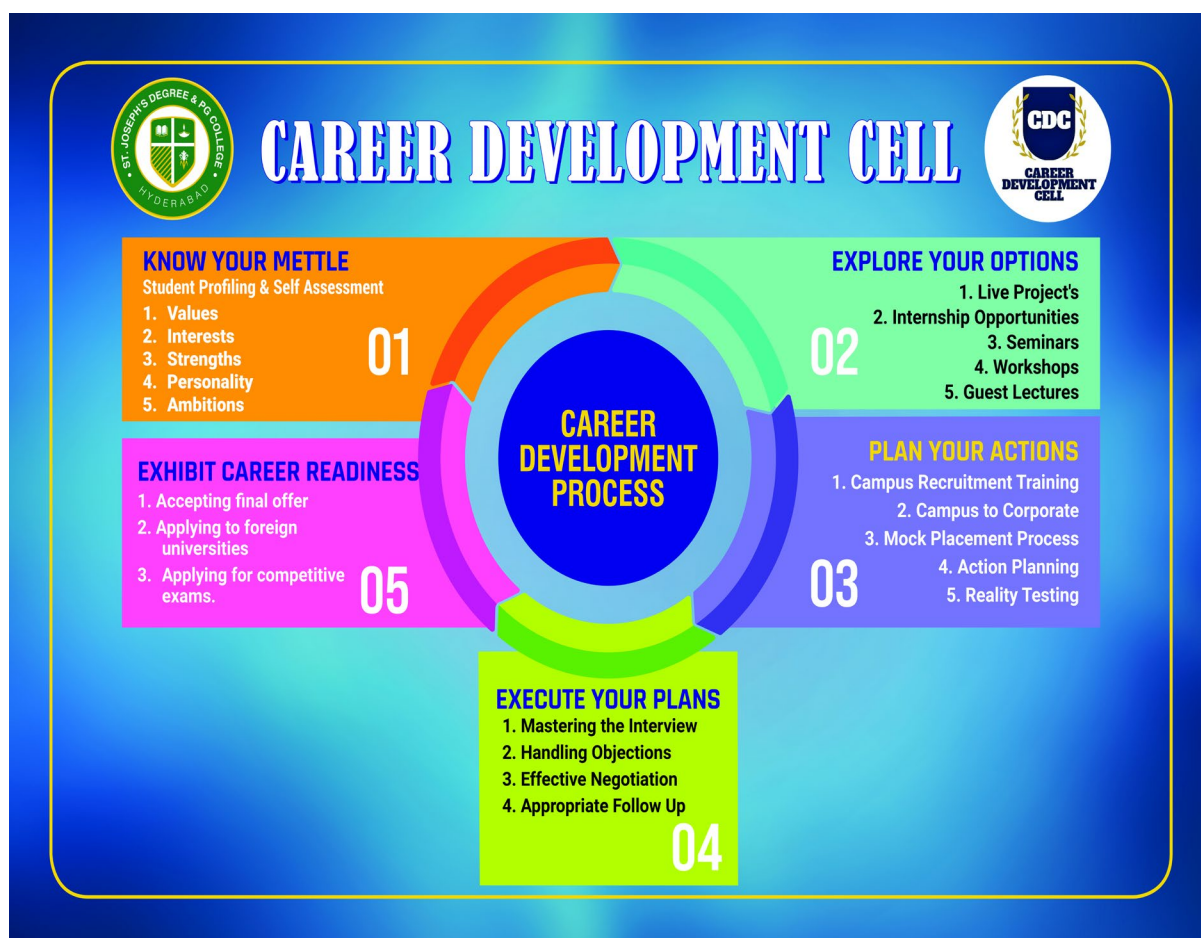 ST. JOSEPH'S DEGREE & PG COLLEGE
HYDERABAD
CAREER DEVELOPMENT CELL
CDC
CAREER
DEVELOPMENT
CELL
KNOW YOUR METTLE
Student Profiling & Self Assessment
1. Values
2. Interests
3. Strengths
4. Personality
5. Ambitions
01
EXPLORE YOUR OPTIONS
1. Live Project's
2. Internship Opportunities
3. Seminars
4. Workshops
5. Guest Lectures
02
CAREER
DEVELOPMENT
PROCESS
PLAN YOUR ACTIONS
1. Campus Recruitment Training
2. Campus to Corporate
3. Mock Placement Process
4. Action Planning
5. Reality Testing
03
EXECUTE YOUR PLANS
1. Mastering the Interview
2. Handling Objections
3. Effective Negotiation
4. Appropriate Follow Up
04
EXHIBIT CAREER READINESS
1. Accepting final offer
2. Applying to foreign
universities
3. Applying for competitive
exams.
05